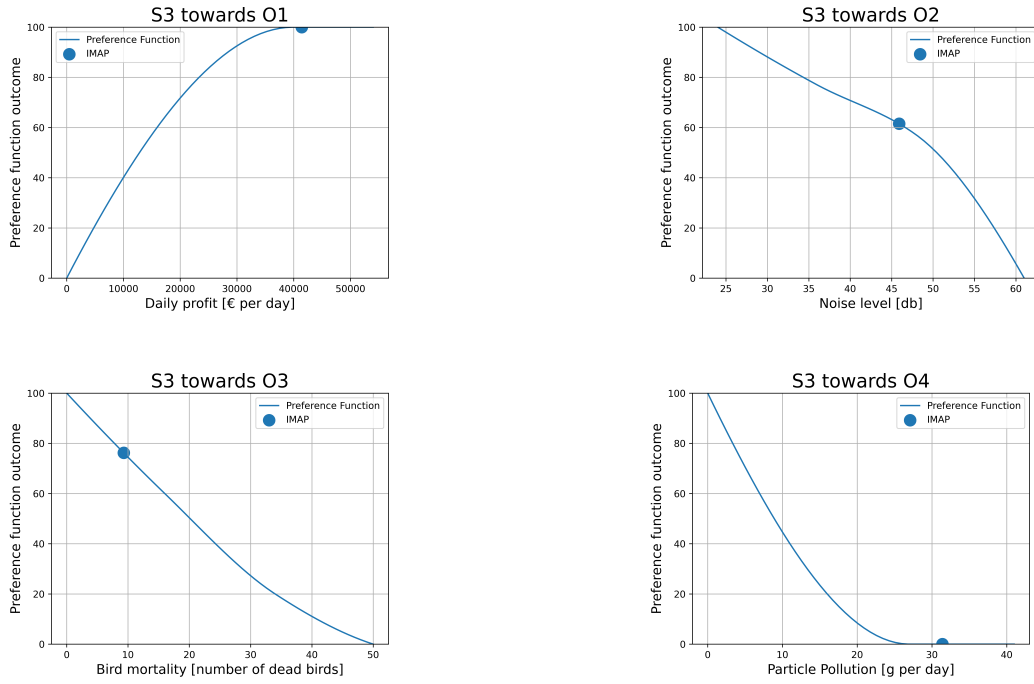 S3 towards O1
Preference function outcome
100
80
60
40
20
0
Preference Function
IMAP
0 10000 20000 30000 40000 50000
Daily profit [€ per day]
S3 towards O2
Preference function outcome
100
80
60
40
20
0
Preference Function
IMAP
25 30 35 40 45 50 55 60
Noise level [db]
S3 towards O3
Preference function outcome
100
80
60
40
20
0
Preference Function
IMAP
0 10 20 30 40 50
Bird mortality [number of dead birds]
S3 towards O4
Preference function outcome
100
80
60
40
20
0
Preference Function
IMAP
0 10 20 30 40
Particle Pollution [g per day]